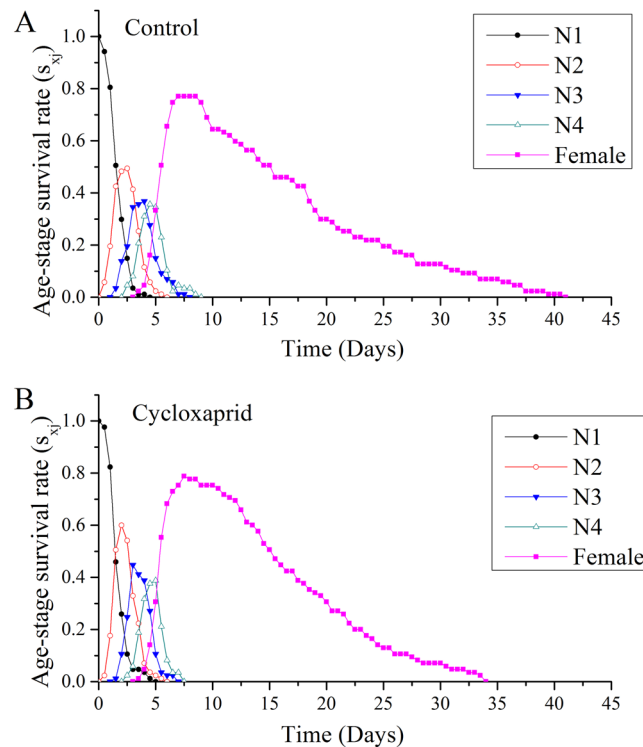 A
Control
N1
N2
N3
N4
Female
Age-stage survival rate (sxj)
1.0
0.8
0.6
0.4
0.2
0.0
0 5 10 15 20 25 30 35 40 45
Time (Days)
B
Cycloxaprid
N1
N2
N3
N4
Female
Age-stage survival rate (sxj)
1.0
0.8
0.6
0.4
0.2
0.0
0 5 10 15 20 25 30 35 40 45
Time (Days)